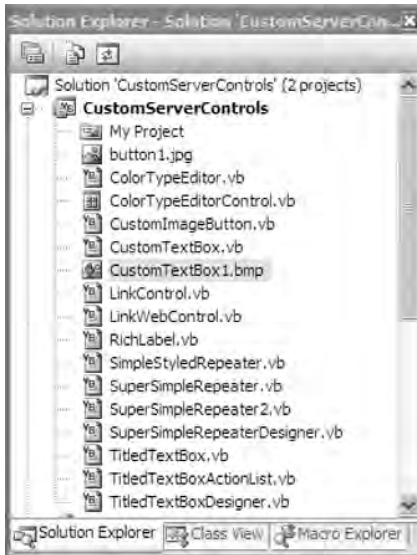 Solution Explorer - Solution 'CustomServerCon...
Solution 'CustomServerControls' (2 projects)
CustomServerControls
My Project
button1.jpg
ColorTypeEditor.vb
ColorTypeEditorControl.vb
CustomImageButton.vb
CustomTextBox.vb
CustomTextBox1.bmp
LinkControl.vb
LinkWebControl.vb
RichLabel.vb
SimpleStyledRepeater.vb
SuperSimpleRepeater.vb
SuperSimpleRepeater2.vb
SuperSimpleRepeaterDesigner.vb
TitledTextBox.vb
TitledTextBoxActionList.vb
TitledTextBoxDesigner.vb
Solution Explorer Class View Macro Explorer